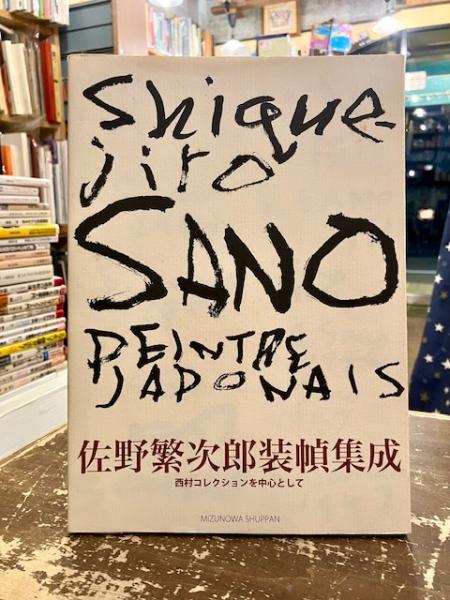 Shigue-
jiro
SANO
PEINTRE
JAPONAIS
佐野繁次郎装幀集成
西村コレクションを中心として
MIZUNOWA SHUPPAN